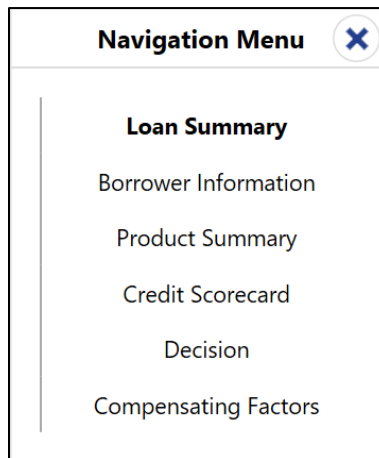 Navigation Menu
Loan Summary
Borrower Information
Product Summary
Credit Scorecard
Decision
Compensating Factors